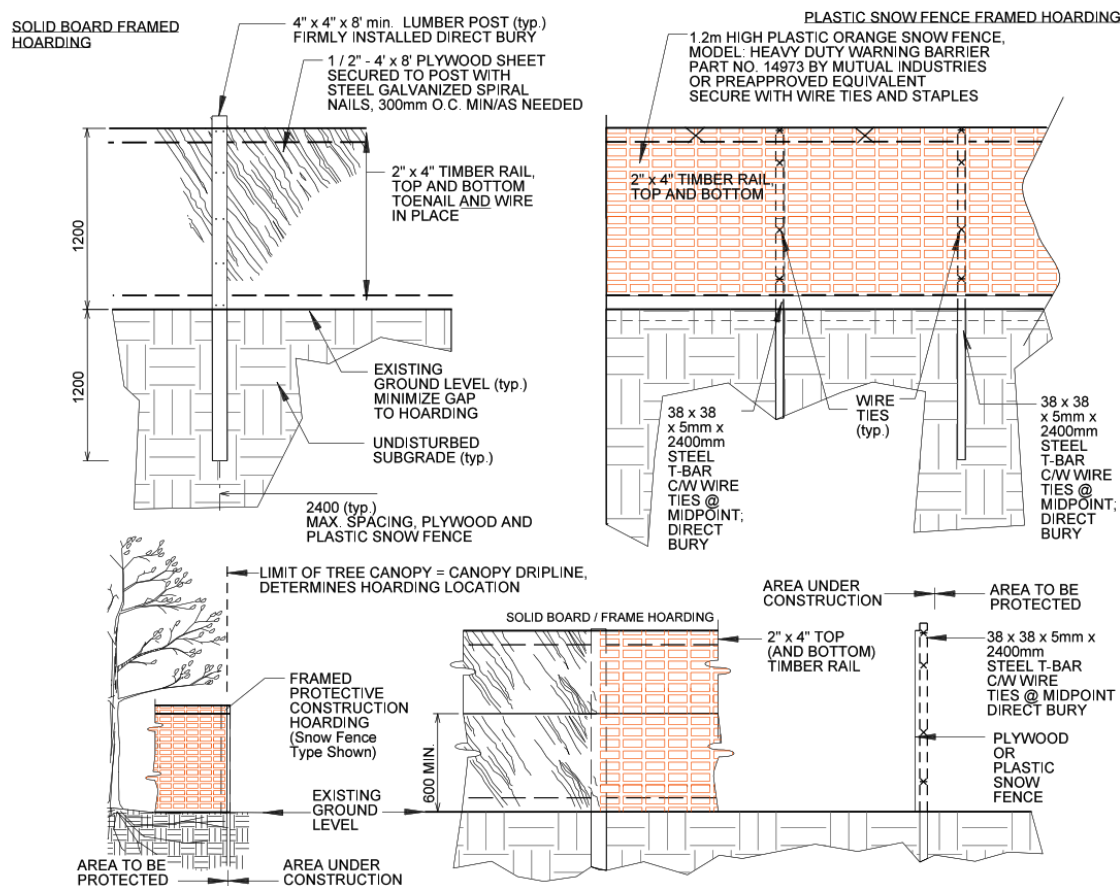 SOLID BOARD FRAMED
HOARDING
4" x 4" x 8' min. LUMBER POST (typ.)
FIRMLY INSTALLED DIRECT BURY
1 / 2" - 4' x 8' PLYWOOD SHEET
SECURED TO POST WITH
STEEL GALVANIZED SPIRAL
NAILS, 300mm O.C. MIN/AS NEEDED
2" x 4" TIMBER RAIL,
TOP AND BOTTOM
TOENAIL AND WIRE
IN PLACE
1200
1200
EXISTING
GROUND LEVEL (typ.)
MINIMIZE GAP
TO HOARDING
UNDISTURBED
SUBGRADE (typ.)
2400 (typ.)
MAX. SPACING, PLYWOOD AND
PLASTIC SNOW FENCE
PLASTIC SNOW FENCE FRAMED HOARDING
1.2m HIGH PLASTIC ORANGE SNOW FENCE,
MODEL: HEAVY DUTY WARNING BARRIER
PART NO. 14973 BY MUTUAL INDUSTRIES
OR PREAPPROVED EQUIVALENT
SECURE WITH WIRE TIES AND STAPLES
2" x 4" TIMBER RAIL,
TOP AND BOTTOM
38 x 38
x 5mm x
2400mm
STEEL
T-BAR
C/W WIRE
TIES @
MIDPOINT;
DIRECT
BURY
WIRE
TIES
(typ.)
38 x 38
x 5mm x
2400mm
STEEL
T-BAR
C/W WIRE
TIES @
MIDPOINT;
DIRECT
BURY
LIMIT OF TREE CANOPY = CANOPY DRIPLINE,
DETERMINES HOARDING LOCATION
FRAMED
PROTECTIVE
CONSTRUCTION
HOARDING
(Snow Fence
Type Shown)
EXISTING
GROUND
LEVEL
AREA TO BE
PROTECTED
AREA UNDER
CONSTRUCTION
SOLID BOARD / FRAME HOARDING
2" x 4" TOP
(AND BOTTOM)
TIMBER RAIL
600 MIN.
AREA UNDER
CONSTRUCTION
AREA TO BE
PROTECTED
38 x 38 x 5mm x
2400mm
STEEL T-BAR
C/W WIRE
TIES @ MIDPOINT
DIRECT BURY
PLYWOOD
OR
PLASTIC
SNOW
FENCE